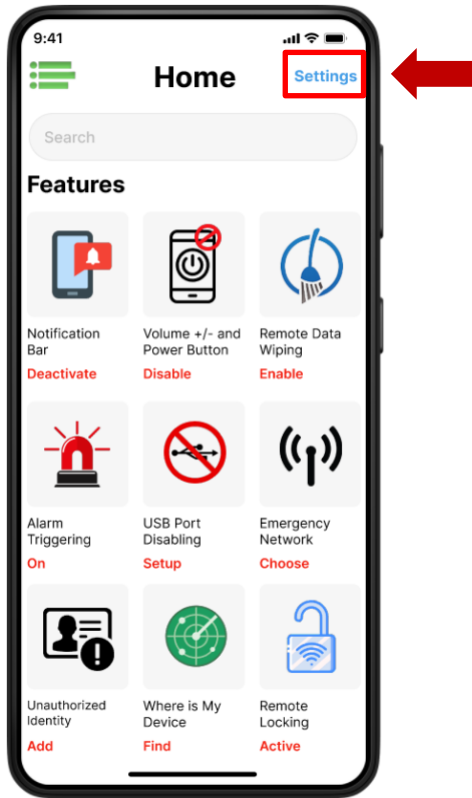 9:41
Home
Settings
Search
Features
Notification
Bar
Deactivate
Volume +/- and
Power Button
Disable
Remote Data
Wiping
Enable
Alarm
Triggering
On
USB Port
Disabling
Setup
Emergency
Network
Choose
Unauthorized
Identity
Add
Where is My
Device
Find
Remote
Locking
Active